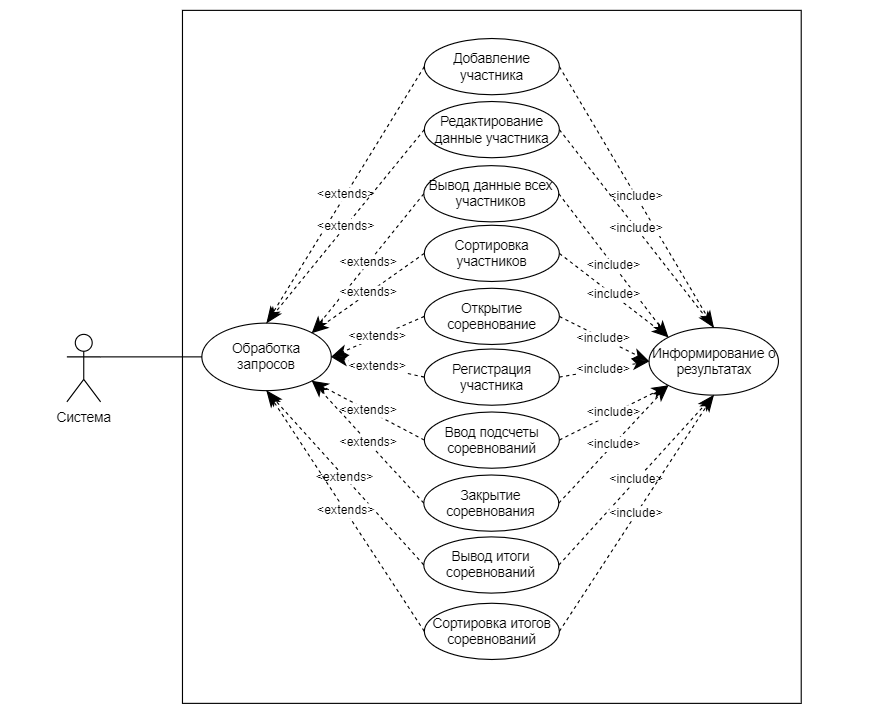 Добавление
участника
Редактирование
данные участника
Вывод данные всех
участников
<extends>
<include>
<extends>
<include>
Сортировка
участников
<extends>
<include>
<extends>
<include>
Открытие
соревнование
<extends>
<include>
Обработка
запросов
Информирование о
результатах
Регистрация
участника
<extends>
<include>
Система
<extends>
<include>
Ввод подсчеты
соревнований
<extends>
<include>
<extends>
<include>
Закрытие
соревнования
<extends>
<include>
Вывод итоги
соревнований
Сортировка итогов
соревнований